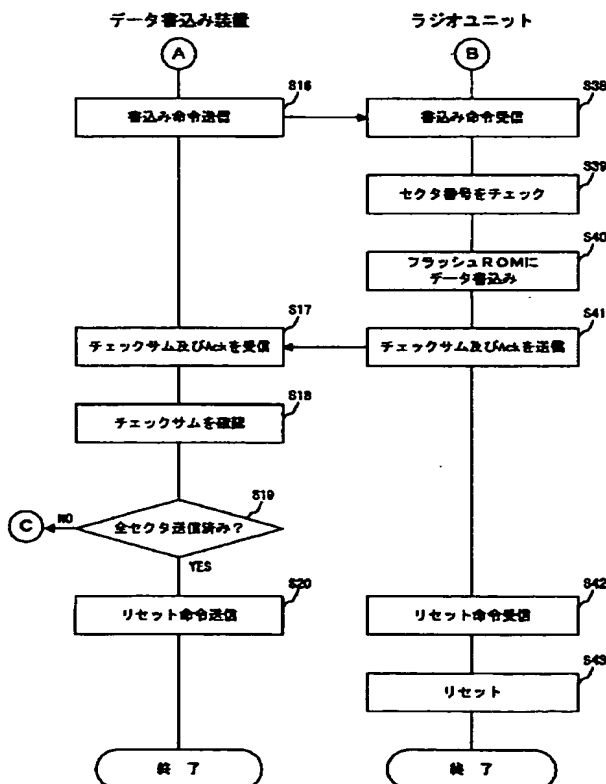 データ書込み装置
ラジオユニット
A
B
S16
書込み命令送信
S38
書込み命令受信
S39
セクタ番号をチェック
S40
フラッシュROMに
データ書込み
S17
チェックサム及びAckを受信
S41
チェックサム及びAckを送信
S18
チェックサムを確認
S19
全セクタ送信済み?
NO
C
YES
S20
リセット命令送信
S42
リセット命令受信
S43
リセット
終 了
終 了